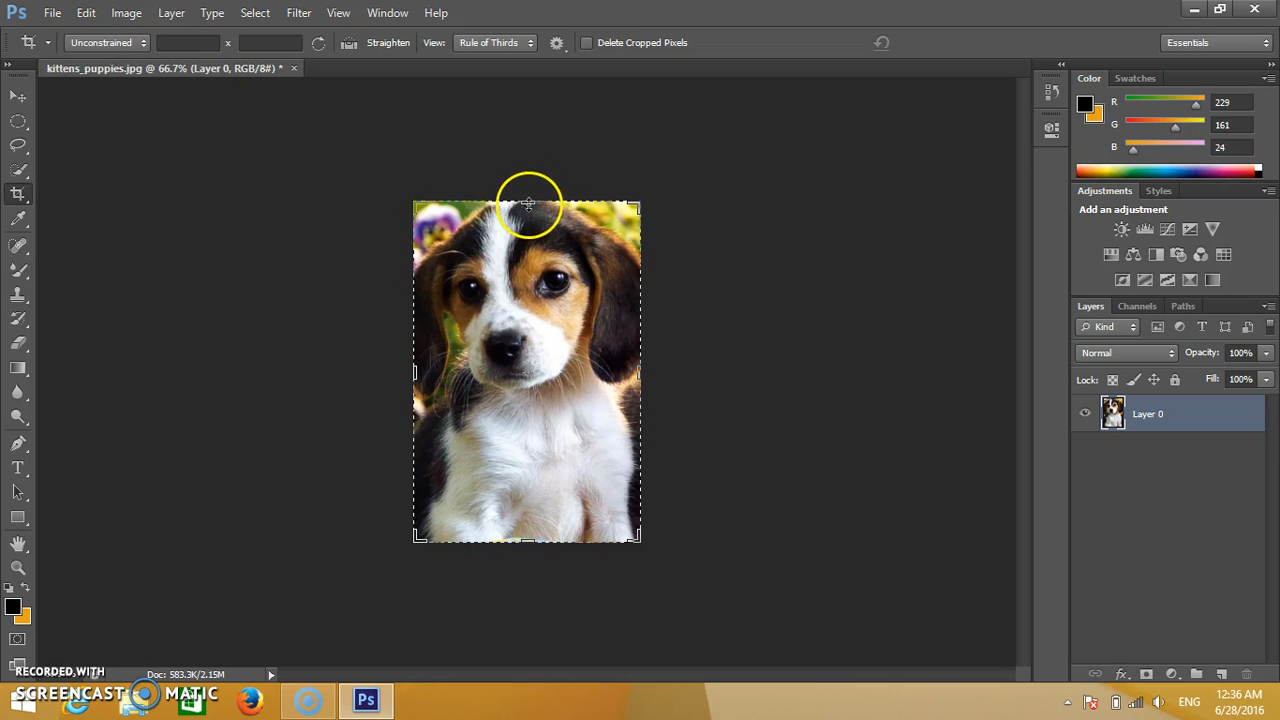 Ps File Edit Image Layer Type Select Filter View Window Help
Unconstrained x Straighten View: Rule of Thirds Delete Cropped Pixels Essentials
kittens_puppies.jpg @ 66.7% (Layer 0, RGB/8#) * ×
Color Swatches
R 229
G 161
B 24
Adjustments Styles
Add an adjustment
Layers Channels Paths
Kind
Normal Opacity: 100%
Lock: Fill: 100%
Layer 0
Doc: 583.3K/2.15M
RECORDED WITH
SCREENCAST MATIC
Ps
ENG
12:36 AM
6/28/2016